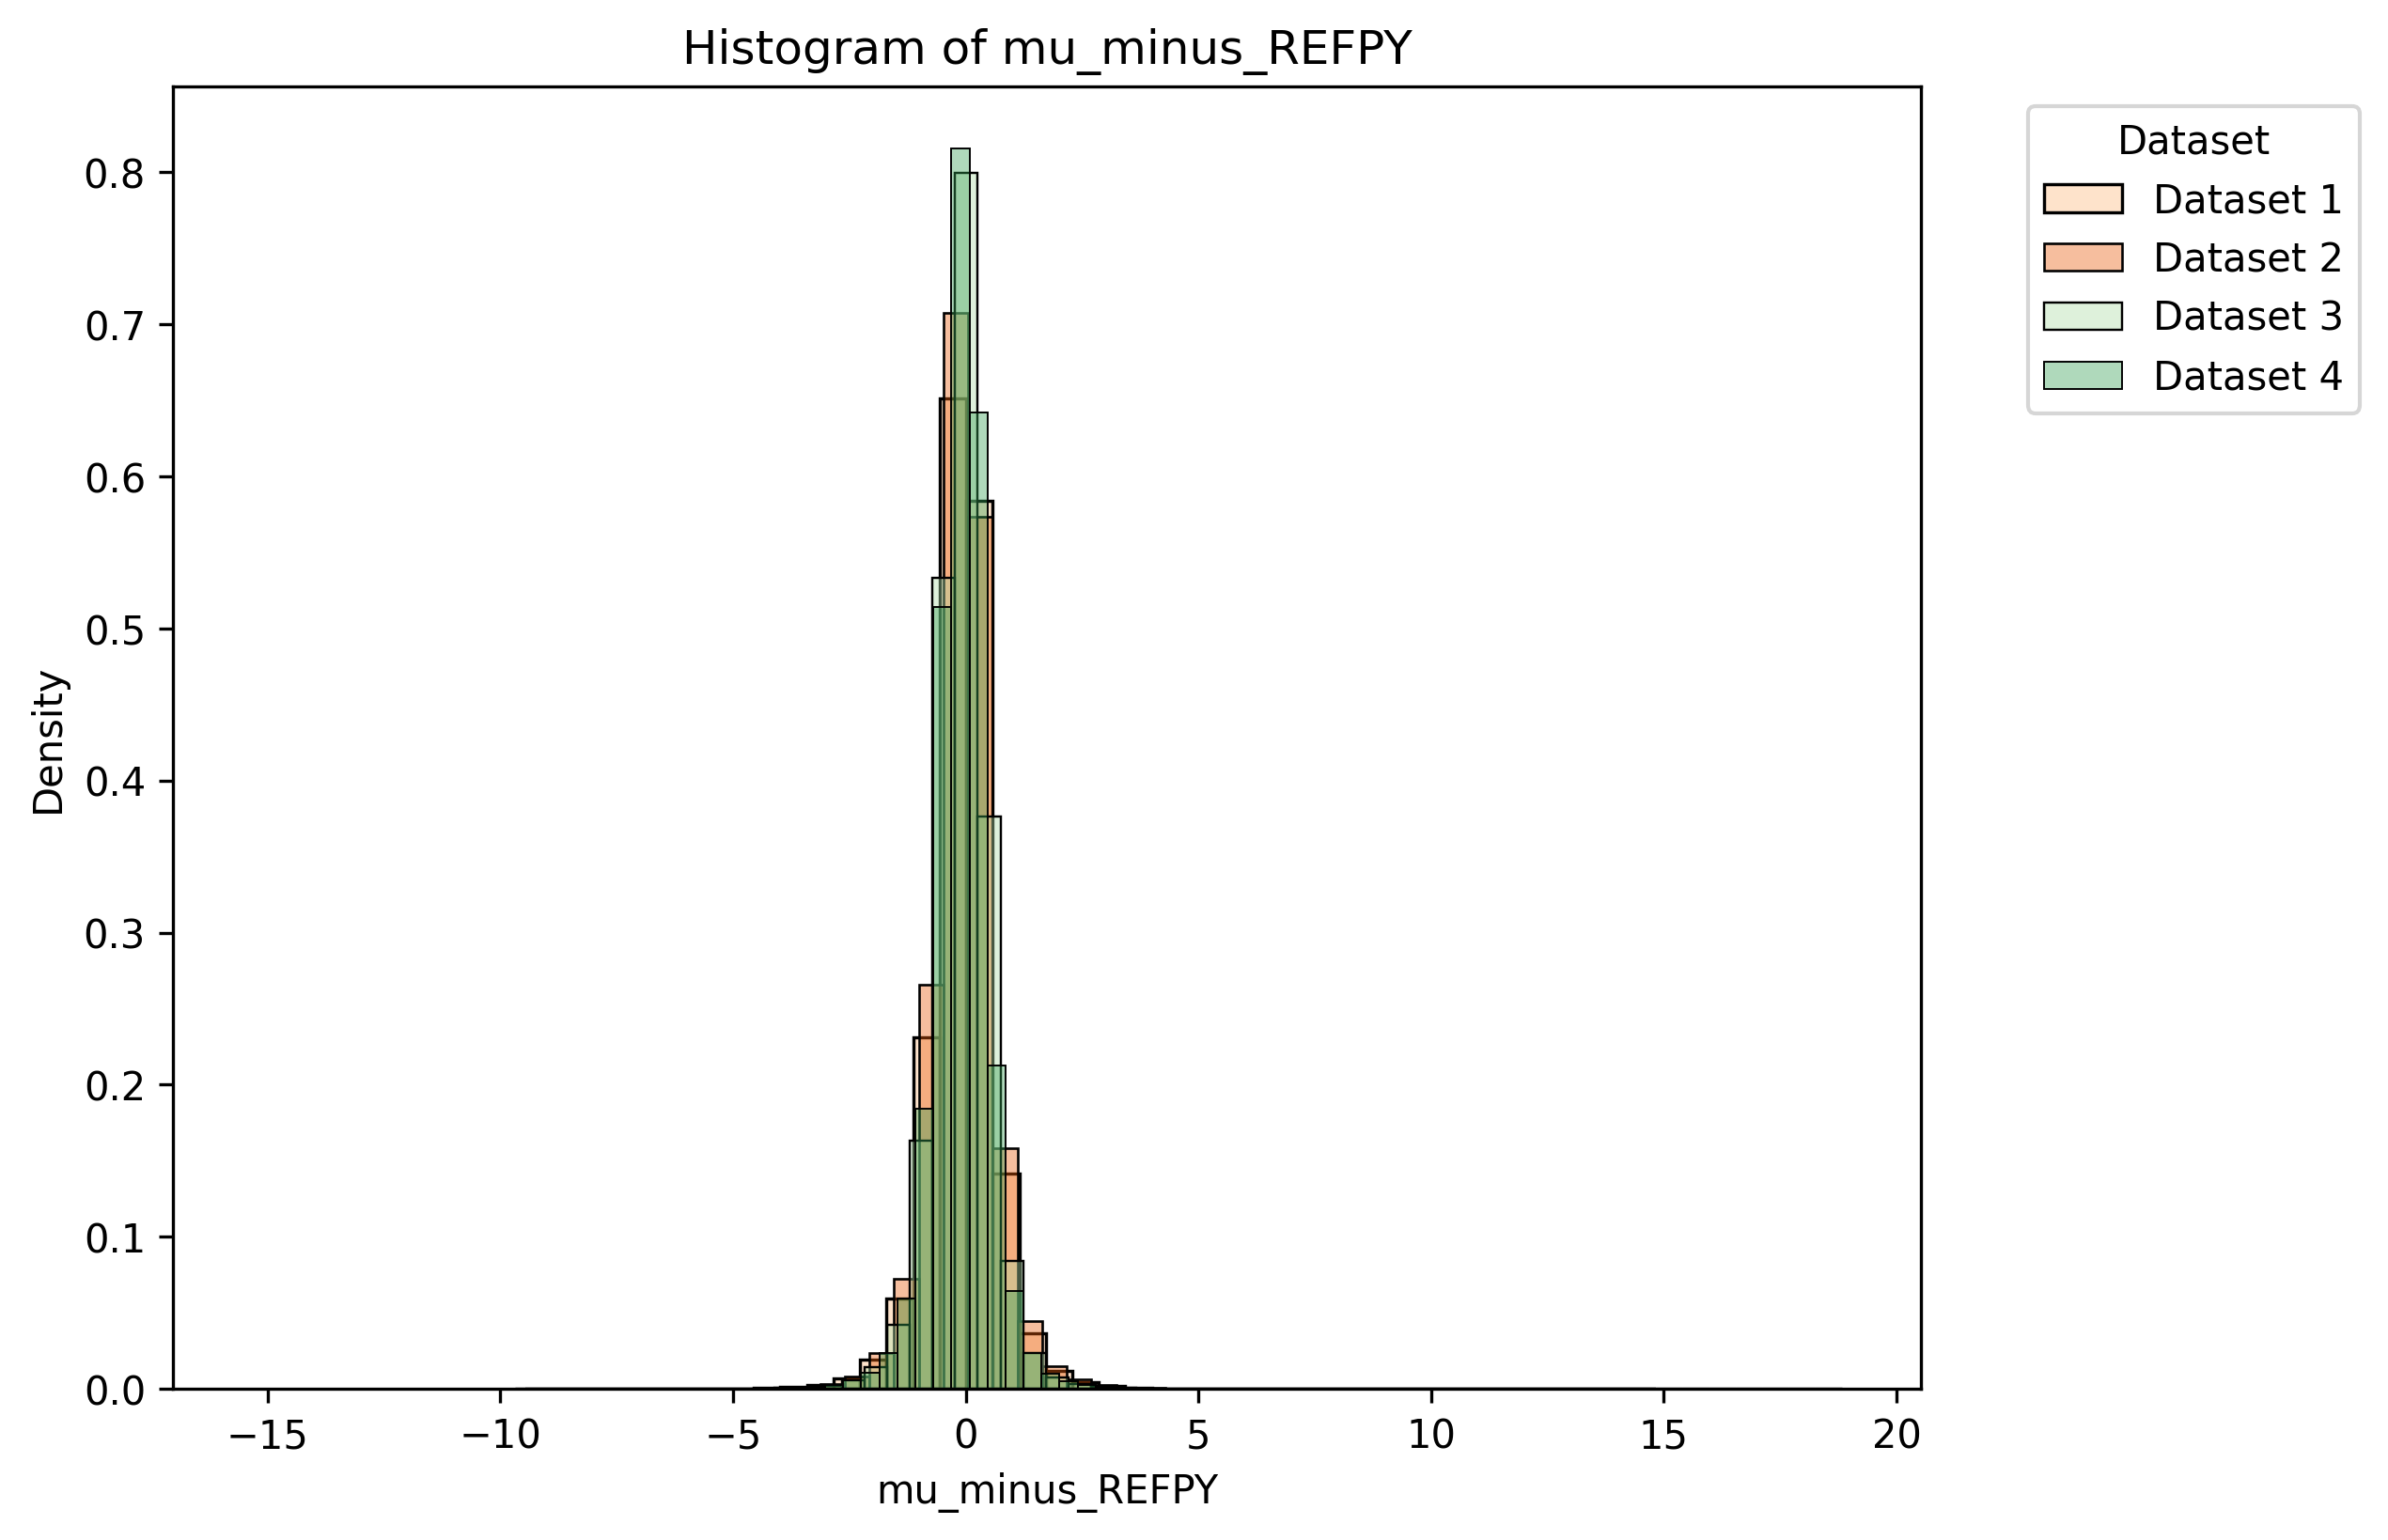 Histogram of mu_minus_REFPY
Dataset
Dataset 1
Dataset 2
Dataset 3
Dataset 4
Density
0.8
0.7
0.6
0.5
0.4
0.3
0.2
0.1
0.0
−15
−10
−5
0
5
10
15
20
mu_minus_REFPY